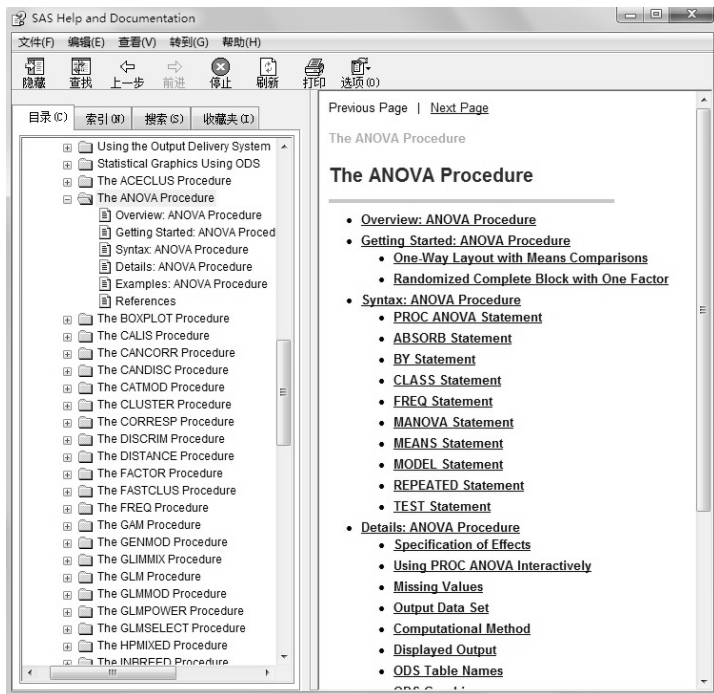 SAS Help and Documentation
文件(F) 编辑(E) 查看(V) 转到(G) 帮助(H)
隐藏 查找 上一步 前进 停止 刷新 打印 选项(O)
目录(C) 索引(N) 搜索(S) 收藏夹(I)
Using the Output Delivery System
Statistical Graphics Using ODS
The ACECLUS Procedure
The ANOVA Procedure
Overview: ANOVA Procedure
Getting Started: ANOVA Proced
Syntax: ANOVA Procedure
Details: ANOVA Procedure
Examples: ANOVA Procedure
References
The BOXPLOT Procedure
The CALIS Procedure
The CANCORR Procedure
The CANDISC Procedure
The CATMOD Procedure
The CLUSTER Procedure
The CORRESP Procedure
The DISCRIM Procedure
The DISTANCE Procedure
The FACTOR Procedure
The FASTCLUS Procedure
The FREQ Procedure
The GAM Procedure
The GENMOD Procedure
The GLIMMIX Procedure
The GLM Procedure
The GLMMOD Procedure
The GLMPOWER Procedure
The GLMSELECT Procedure
The HPMIXED Procedure
The INBREED Procedure
Previous Page | Next Page
The ANOVA Procedure
The ANOVA Procedure
Overview: ANOVA Procedure
Getting Started: ANOVA Procedure
One-Way Layout with Means Comparisons
Randomized Complete Block with One Factor
Syntax: ANOVA Procedure
PROC ANOVA Statement
ABSORB Statement
BY Statement
CLASS Statement
FREQ Statement
MANOVA Statement
MEANS Statement
MODEL Statement
REPEATED Statement
TEST Statement
Details: ANOVA Procedure
Specification of Effects
Using PROC ANOVA Interactively
Missing Values
Output Data Set
Computational Method
Displayed Output
ODS Table Names